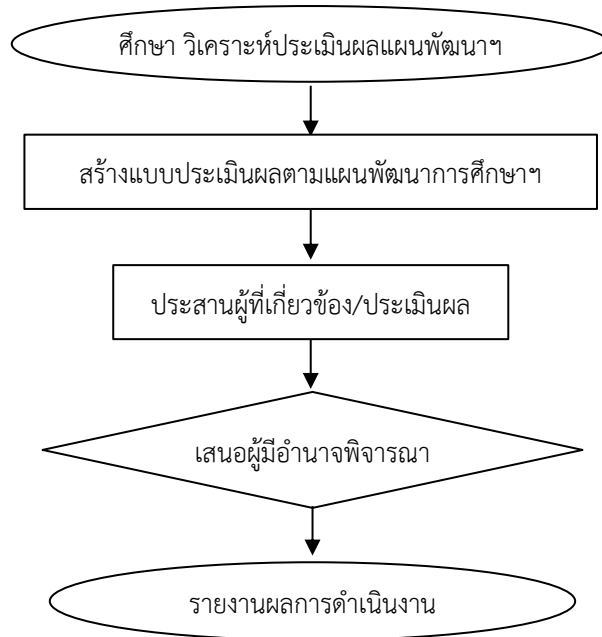 ศึกษา วิเคราะห์ประเมินผลแผนพัฒนาฯ
สร้างแบบประเมินผลตามแผนพัฒนาการศึกษาฯ
ประสานผู้ที่เกี่ยวข้อง/ประเมินผล
เสนอผู้มีอำนาจพิจารณา
รายงานผลการดำเนินงาน